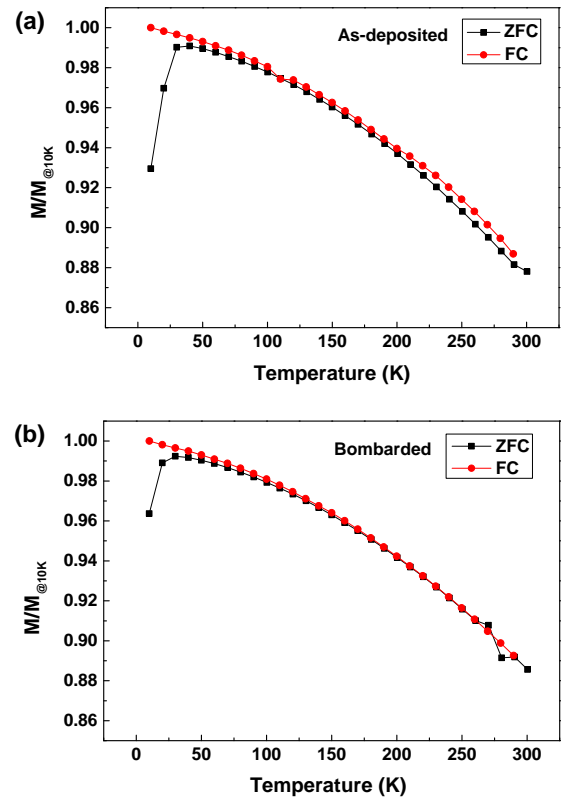 (a)
As-deposited
ZFC
FC
1.00
0.98
0.96
0.94
0.92
0.90
0.88
0.86
M/M@10K
0 50 100 150 200 250 300
Temperature (K)
(b)
Bombarded
ZFC
FC
1.00
0.98
0.96
0.94
0.92
0.90
0.88
0.86
M/M@10K
0 50 100 150 200 250 300
Temperature (K)